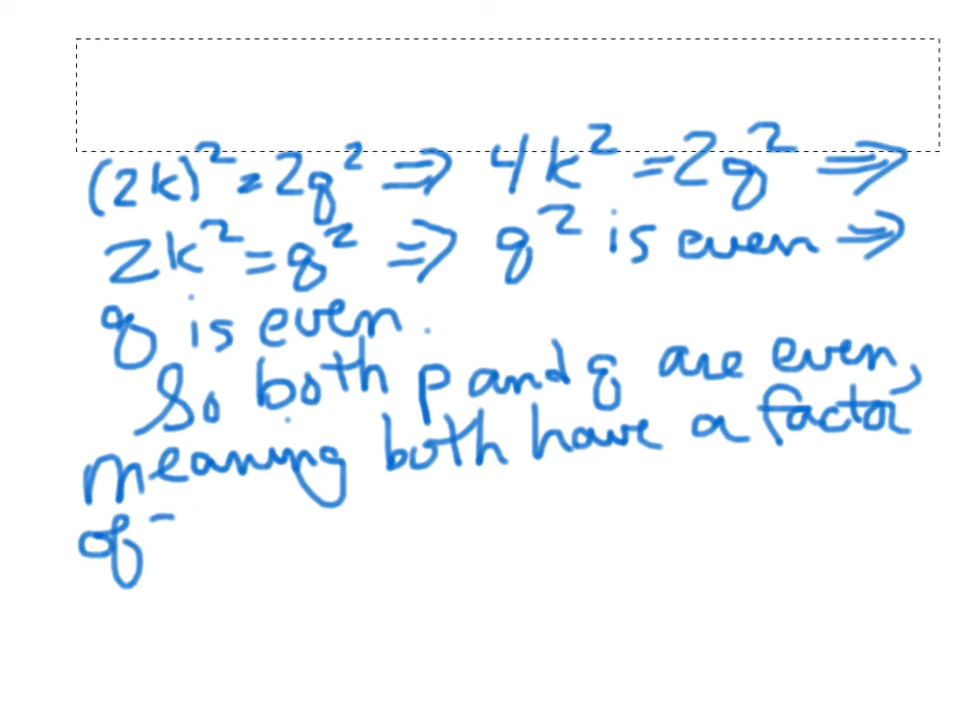 (2k)² = 2q² ⇒ 4k² = 2q² ⇒
2k² = q² ⇒ q² is even ⇒
q is even.
So both p and q are even,
meaning both have a factor
of